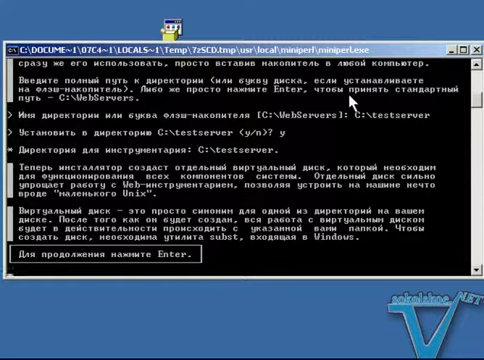 C:\DOCUME~1\07C4~1\LOCALS~1\Temp\7zSCD.tmp\usr\local\miniperl\miniperl.exe
сразу же его использовать, просто вставив накопитель в любой компьютер.
Введите полный путь к директории (или букву диска, если устанавливаете
на флэш-накопитель). Либо же просто нажмите Enter, чтобы принять стандартный
путь - C:\WebServers.
> Имя директории или буква флэш-накопителя [C:\WebServers]: C:\testserver
> Установить в директорию C:\testserver (y/n)? y
* Директория для инструментария: C:\testserver.
Теперь инсталлятор создаст отдельный виртуальный диск, который необходим
для функционирования всех компонентов системы. Отдельный диск сильно
упрощает работу с Web-инструментарием, позволяя устроить на машине нечто
вроде "маленького Unix".
Виртуальный диск - это просто синоним для одной из директорий на вашем
диске. После того как он будет создан, вся работа с виртуальным диском
будет в действительности происходить с указанной вами папкой. Чтобы
создать диск, необходима утилита subst, входящая в Windows.
Для продолжения нажмите Enter.
sokolskoe
.NET